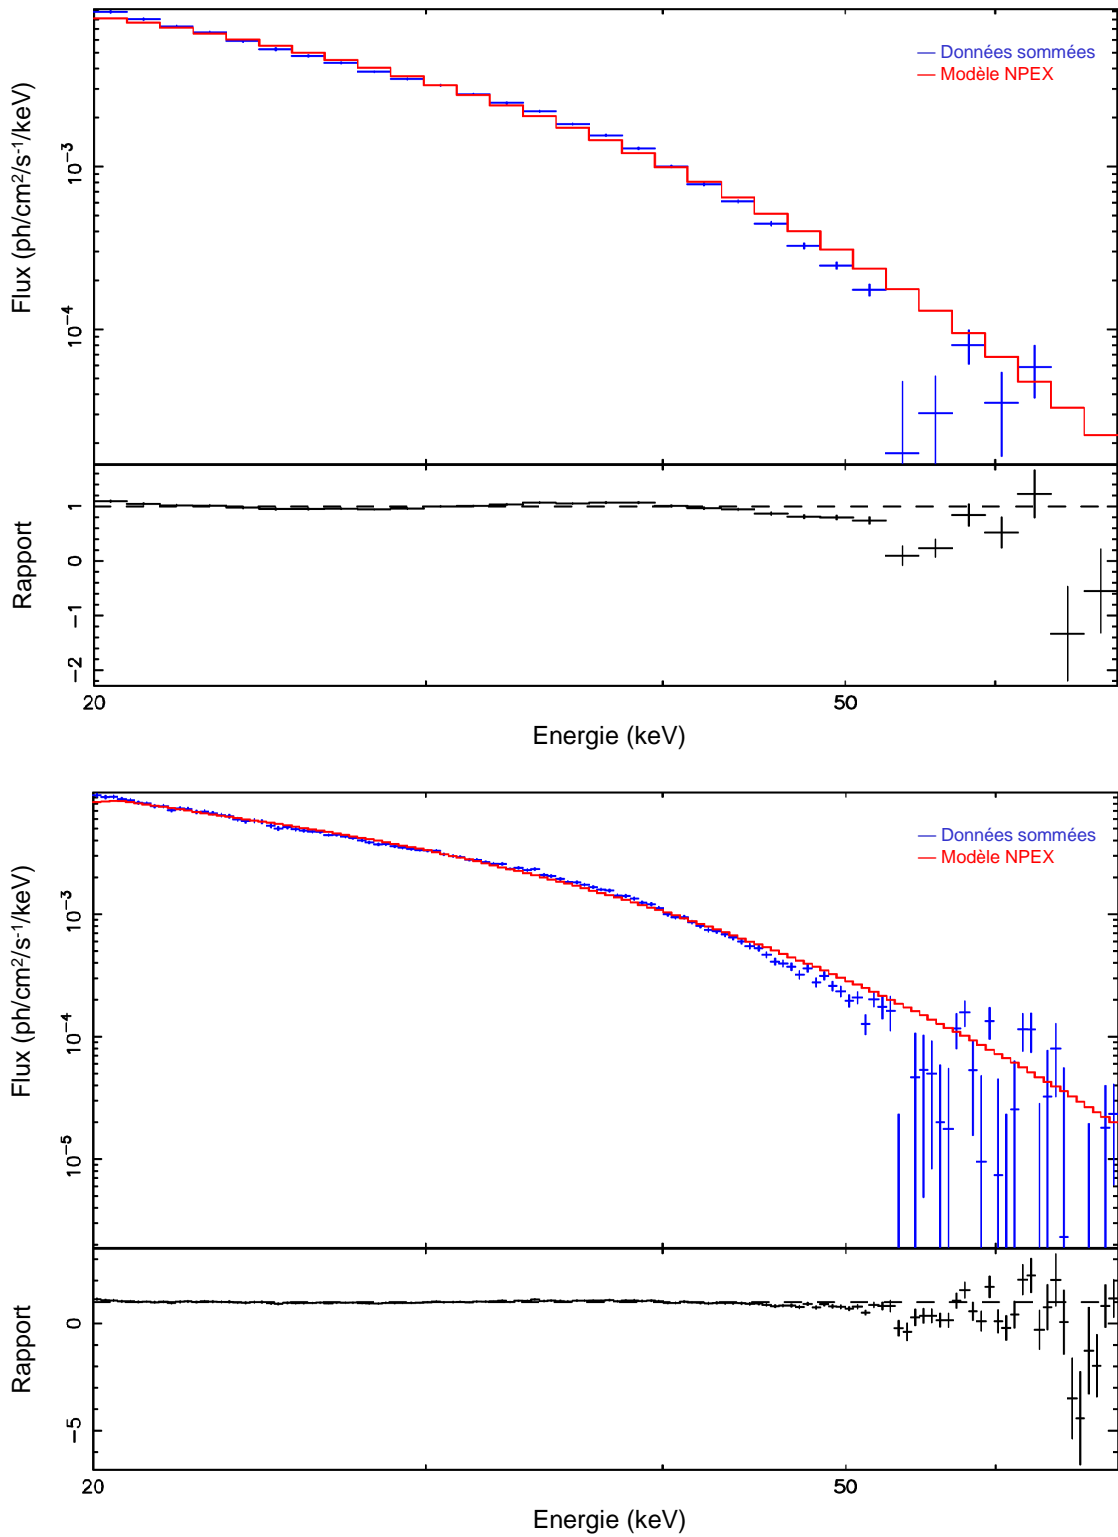 Données sommées
Modèle NPEX
Flux (ph/cm²/s⁻¹/keV)
10⁻³
10⁻⁴
Rapport
1
0
−1
−2
20
50
Energie (keV)
Données sommées
Modèle NPEX
Flux (ph/cm²/s⁻¹/keV)
10⁻³
10⁻⁴
10⁻⁵
Rapport
0
−5
20
50
Energie (keV)